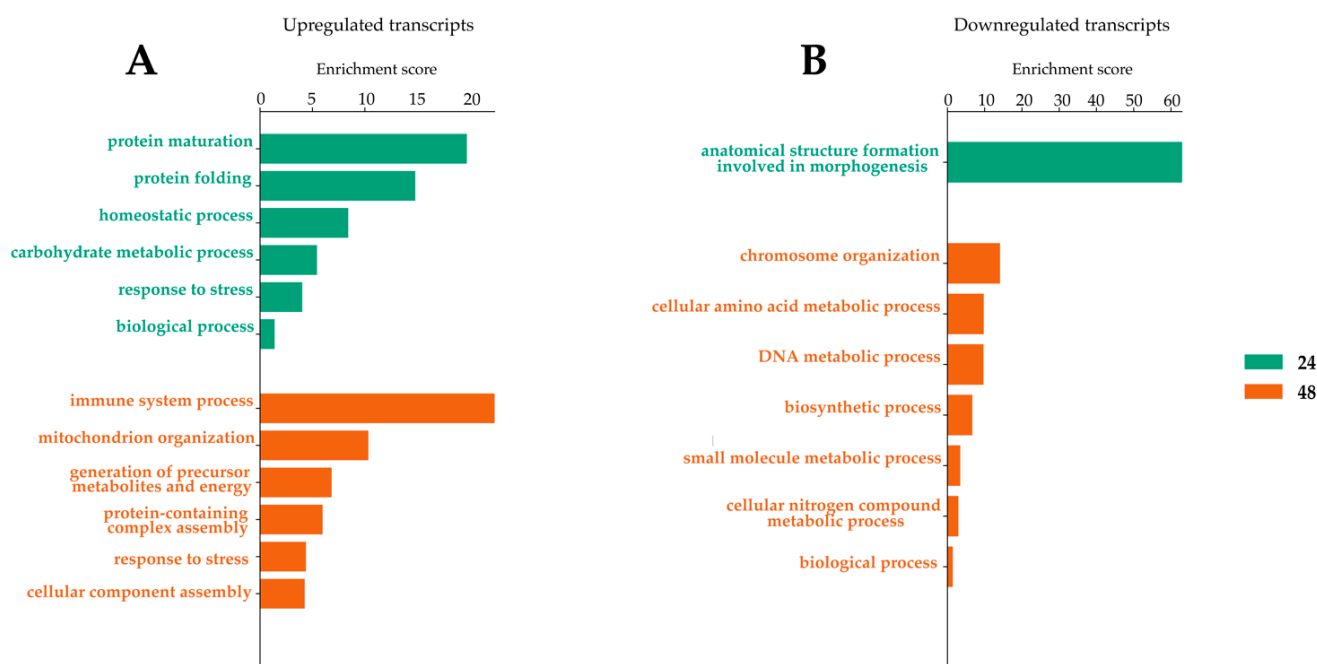 Upregulated transcripts
A
Enrichment score
0 5 10 15 20
protein maturation
protein folding
homeostatic process
carbohydrate metabolic process
response to stress
biological process
immune system process
mitochondrion organization
generation of precursor
metabolites and energy
protein-containing
complex assembly
response to stress
cellular component assembly
Downregulated transcripts
B
Enrichment score
0 10 20 30 40 50 60
anatomical structure formation
involved in morphogenesis
chromosome organization
cellular amino acid metabolic process
DNA metabolic process
biosynthetic process
small molecule metabolic process
cellular nitrogen compound
metabolic process
biological process
24
48